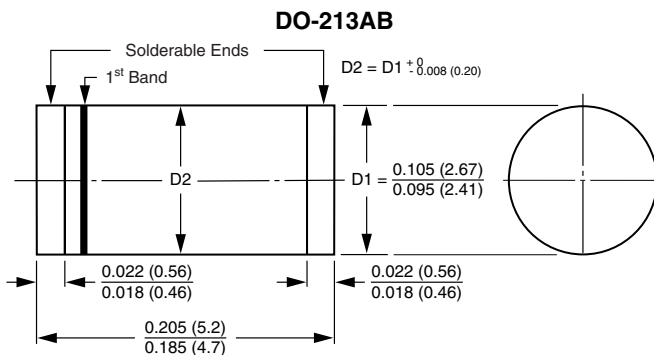 DO-213AB
Solderable Ends
D2 = D1 + 0
- 0.008 (0.20)
1st Band
D2
D1 = 0.105 (2.67)
0.095 (2.41)
0.022 (0.56)
0.018 (0.46)
0.022 (0.56)
0.018 (0.46)
0.205 (5.2)
0.185 (4.7)